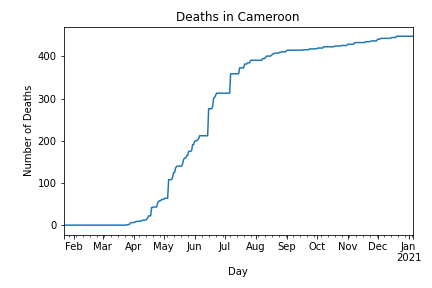 Deaths in Cameroon
Number of Deaths
400
300
200
100
0
Feb Mar Apr May Jun Jul Aug Sep Oct Nov Dec Jan
2021
Day